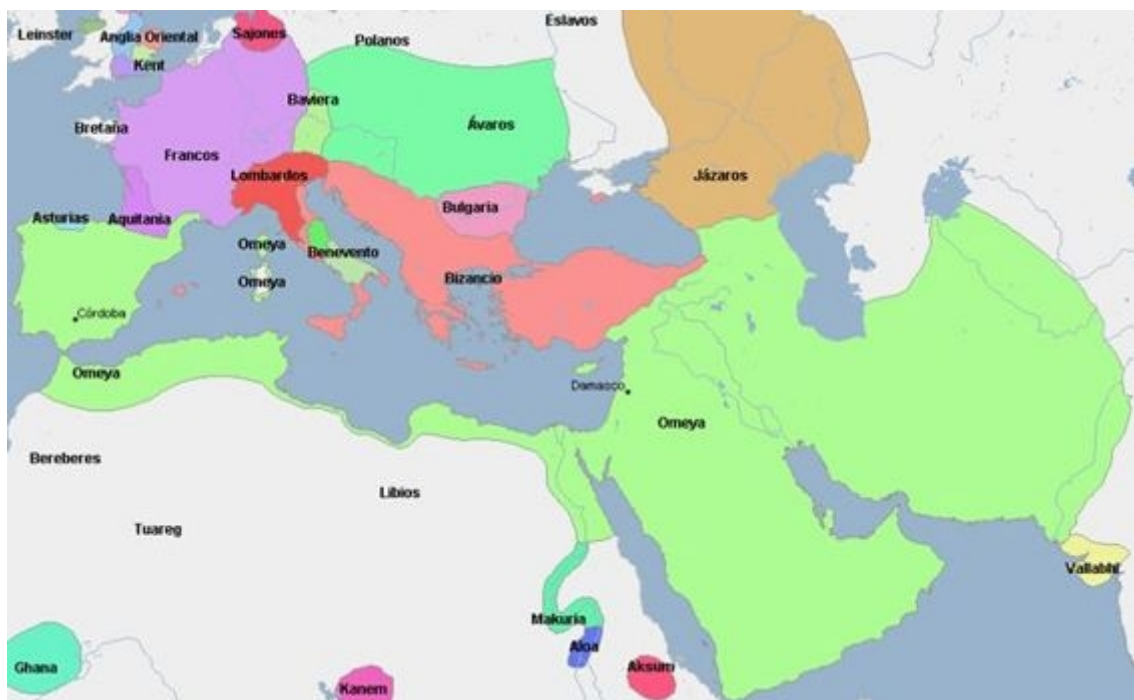 Eslavos
Leinster
Anglia Oriental
Sajones
Polanos
Kent
Baviera
Ávaros
Bretaña
Francos
Lombardos
Jázaros
Bulgaria
Asturias
Aquitania
Omeya
Benevento
Omeya
Bizancio
Córdoba
Omeya
Damasco
Omeya
Bereberes
Libios
Tuareg
Vallabhi
Makuria
Aloa
Ghana
Aksum
Kanem